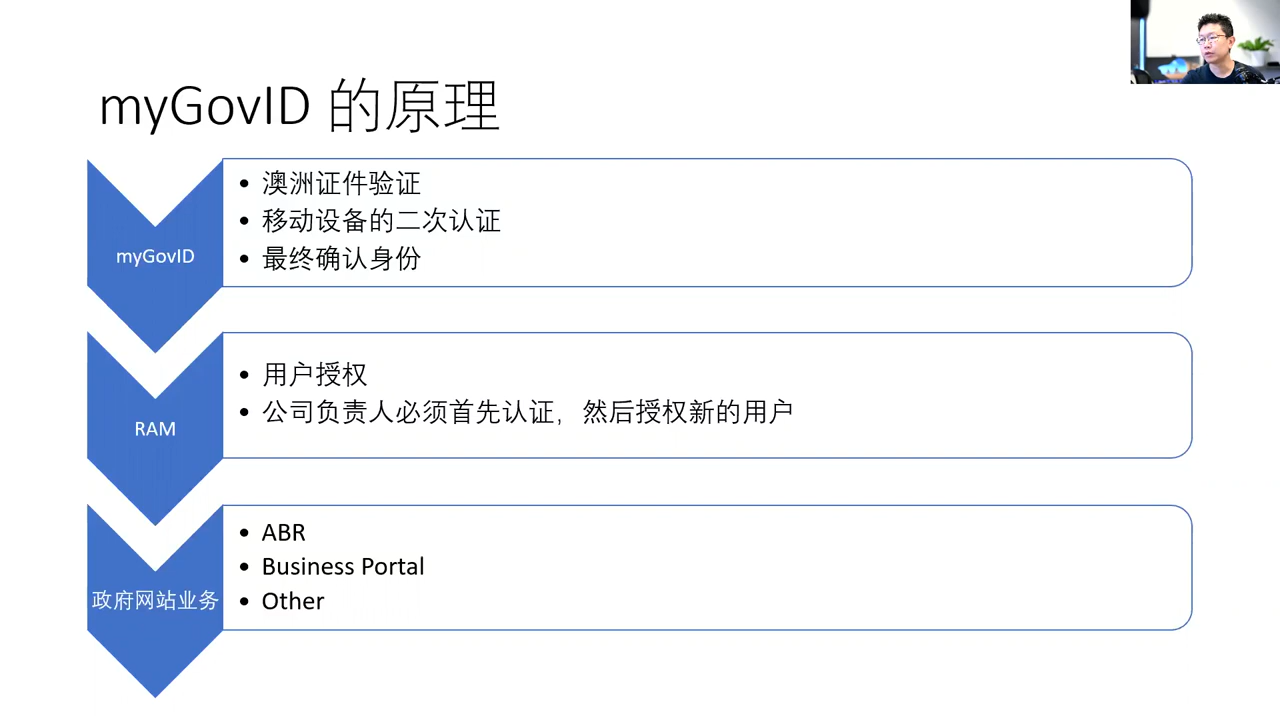 myGovID 的原理
myGovID
• 澳洲证件验证
• 移动设备的二次认证
• 最终确认身份
RAM
• 用户授权
• 公司负责人必须首先认证，然后授权新的用户
政府网站业务
• ABR
• Business Portal
• Other